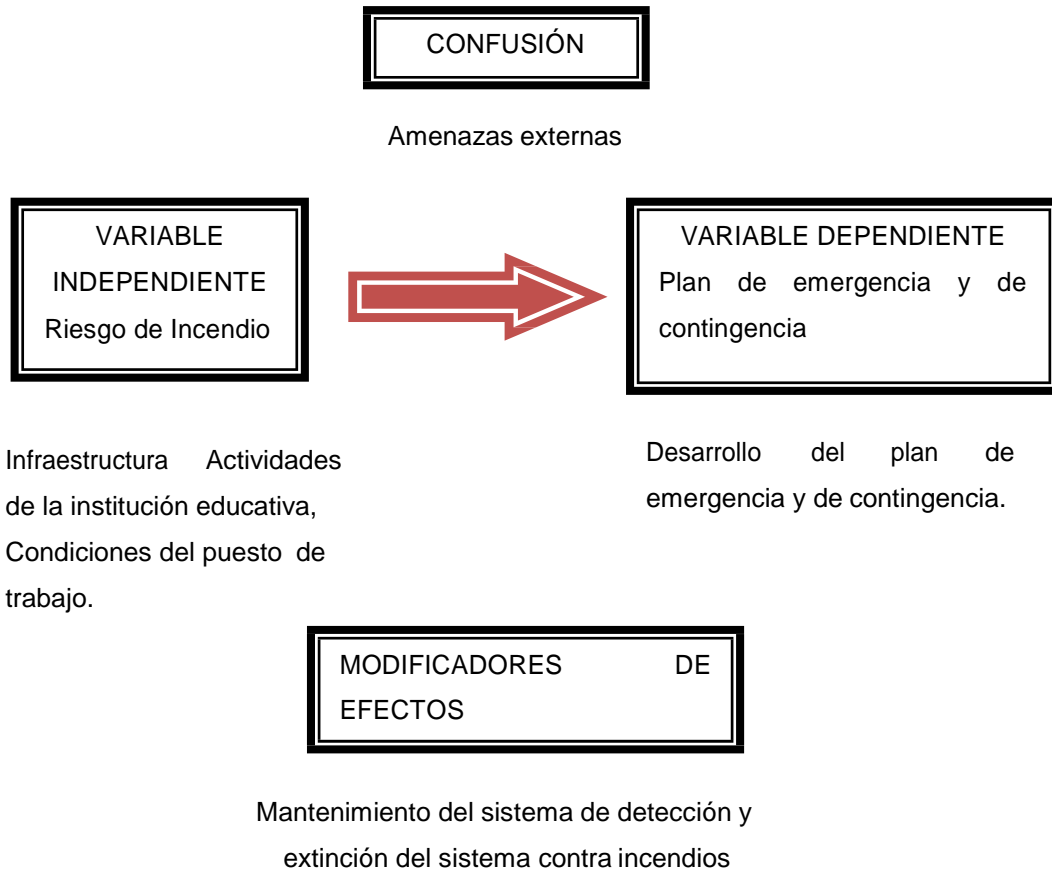 CONFUSIÓN
Amenazas externas
VARIABLE
INDEPENDIENTE
Riesgo de Incendio
VARIABLE DEPENDIENTE
Plan de emergencia y de
contingencia
Infraestructura Actividades
de la institución educativa,
Condiciones del puesto de
trabajo.
Desarrollo del plan de
emergencia y de contingencia.
MODIFICADORES DE
EFECTOS
Mantenimiento del sistema de detección y
extinción del sistema contra incendios